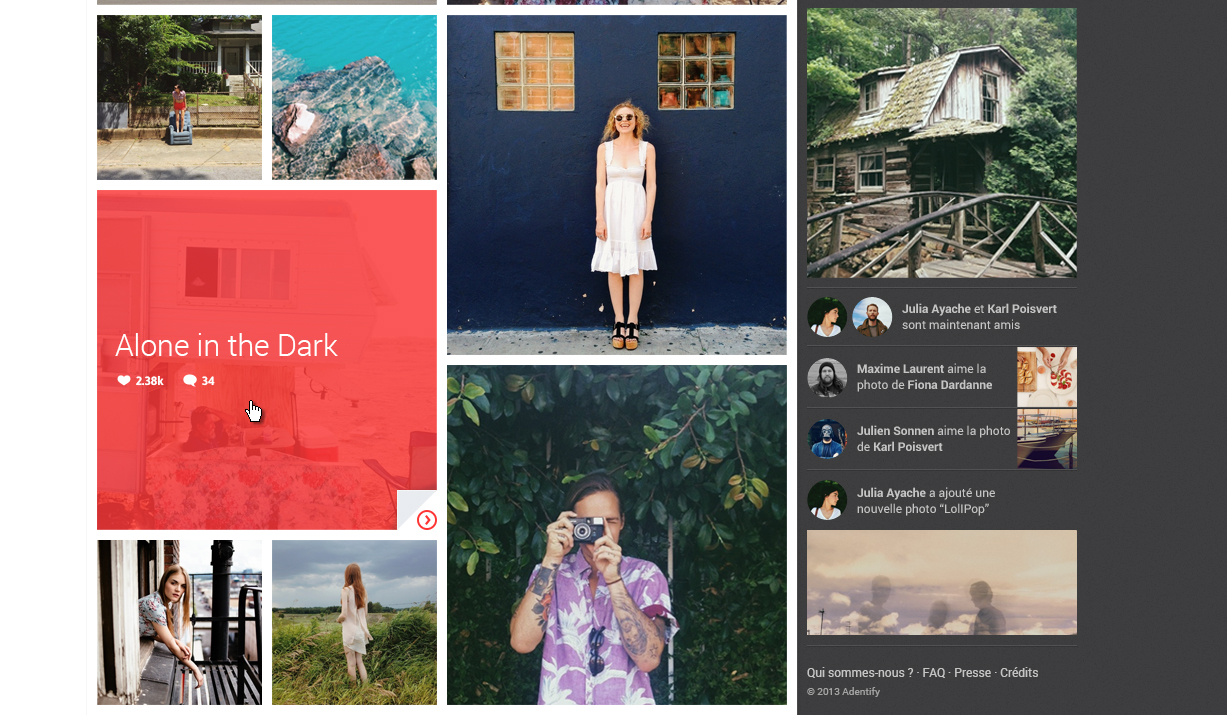 Alone in the Dark
2.38k 34
Julia Ayache et Karl Poisvert
sont maintenant amis
Maxime Laurent aime la
photo de Fiona Dardanne
Julien Sonnen aime la photo
de Karl Poisvert
Julia Ayache a ajouté une
nouvelle photo “LollPop”
Qui sommes-nous ? · FAQ · Presse · Crédits
© 2013 Adentify